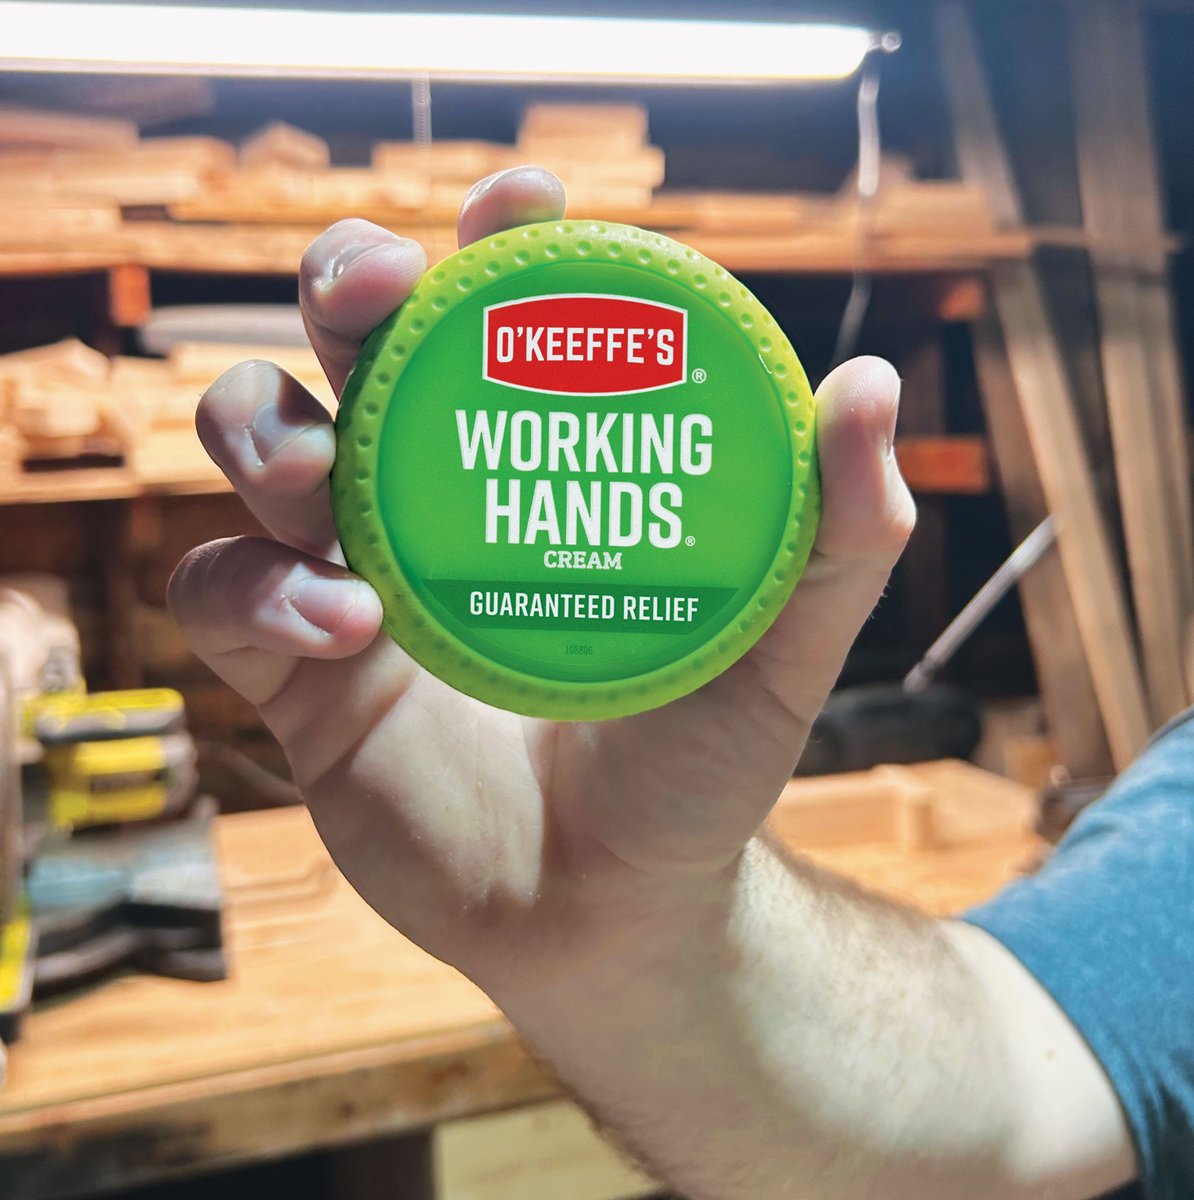 O'KEEFFE'S®
WORKING
HANDS®
CREAM
GUARANTEED RELIEF
108806